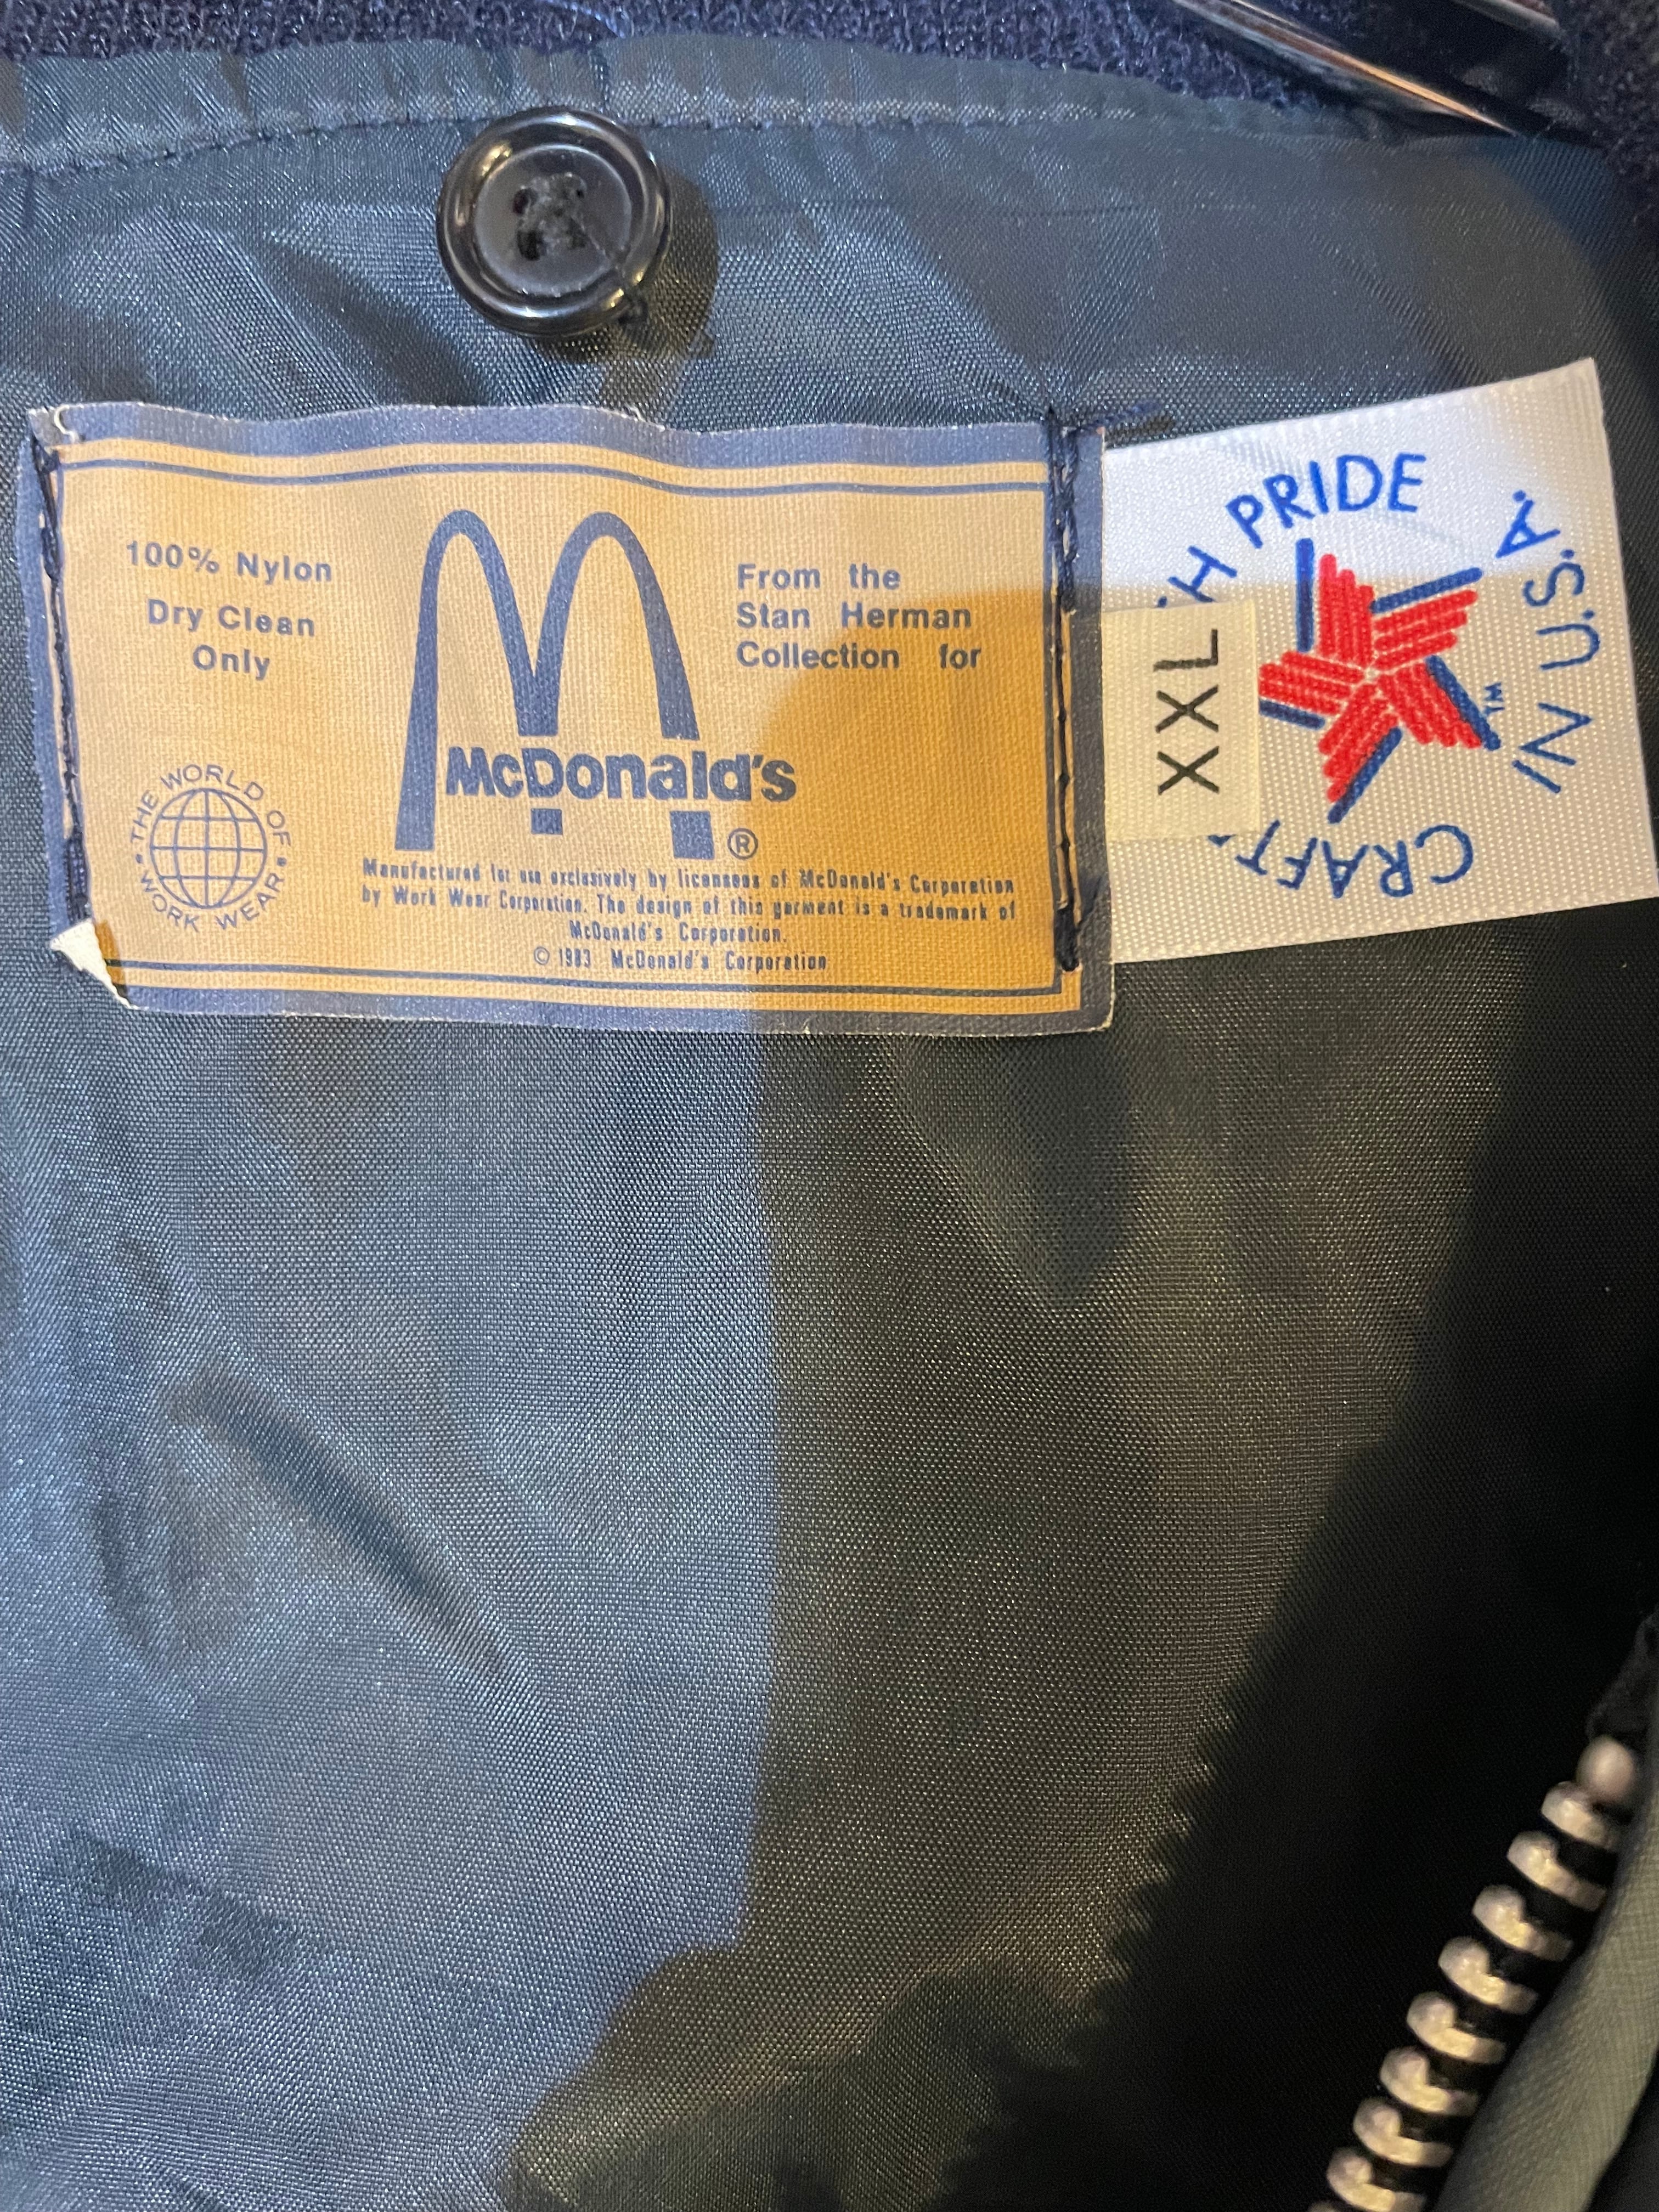 100% Nylon
Dry Clean
Only
THE WORLD OF
WORK WEAR
McDonald's
®
From the
Stan Herman
Collection for
Manufactured for use exclusively by licensees of McDonald's Corporation
by Work Wear Corporation. The design of this garment is a trademark of
McDonald's Corporation.
© 1983 McDonald's Corporation
XXL
CRAFT H PRIDE
IN U.S.A.
TM